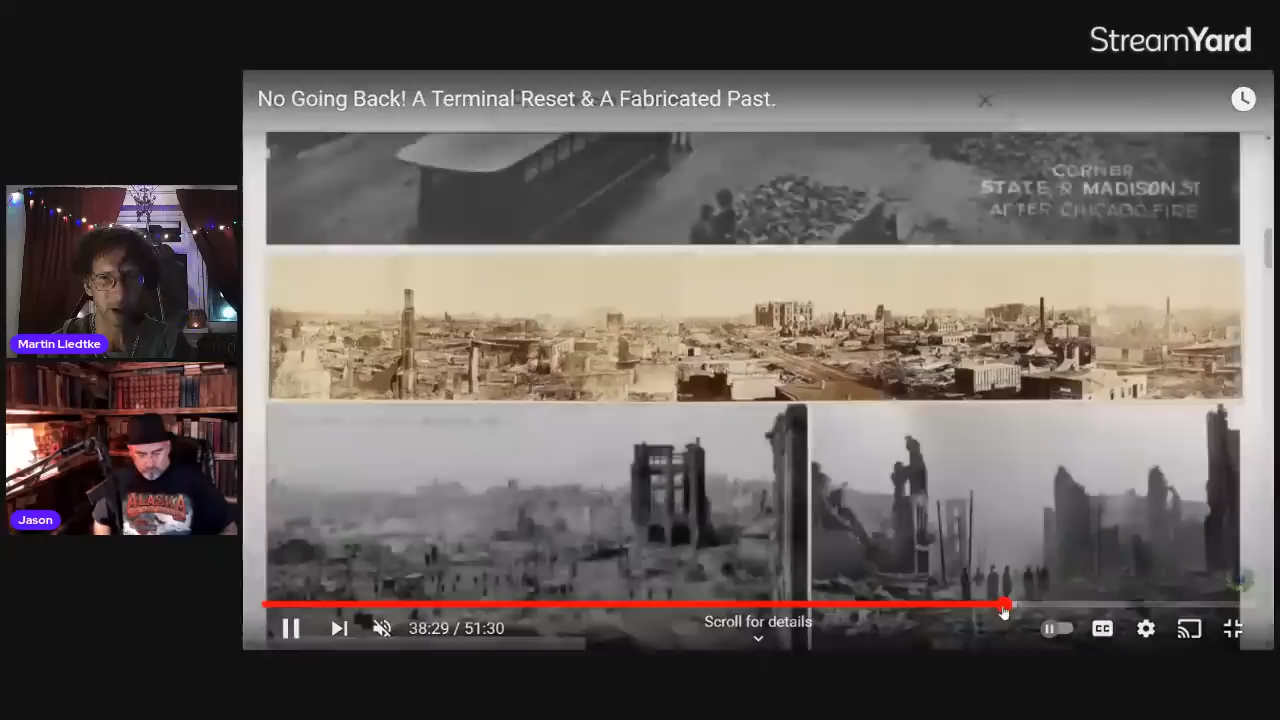 StreamYard
No Going Back! A Terminal Reset & A Fabricated Past.
CORNER
STATE & MADISON ST
AFTER CHICAGO FIRE
Martin Liedtke
ALASKA
Jason
38:29 / 51:30
Scroll for details
CC